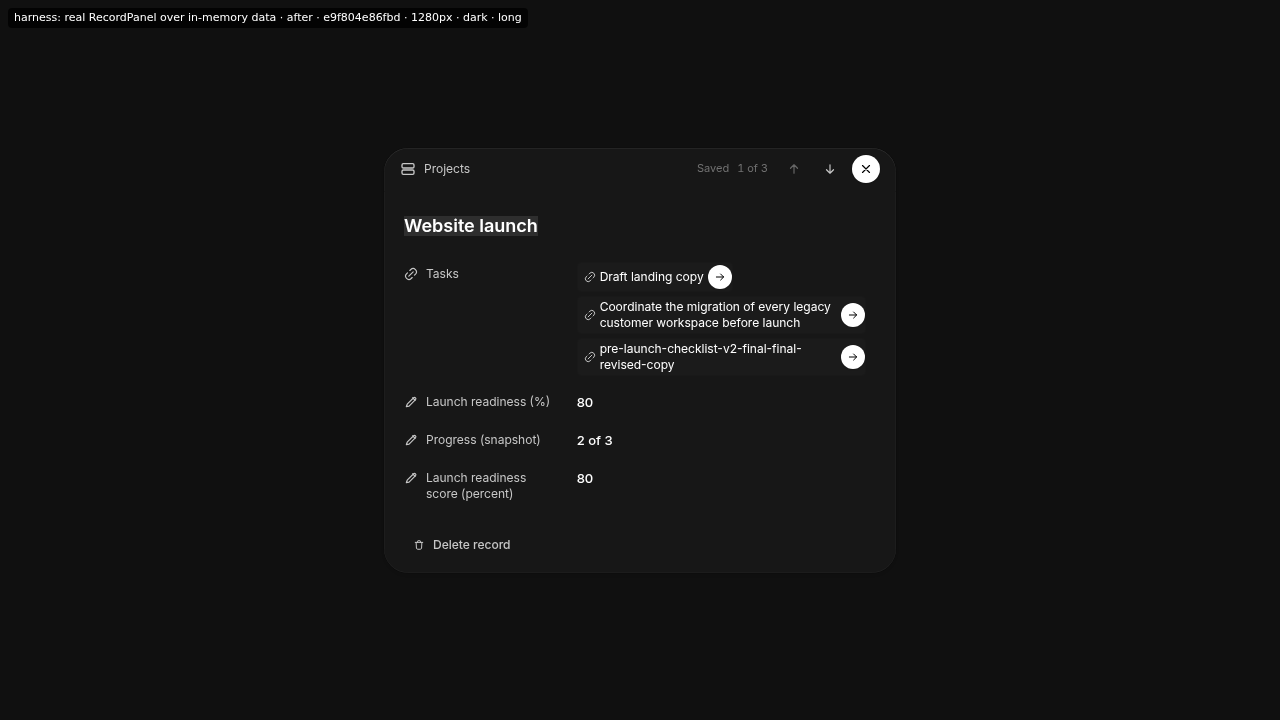 harness: real RecordPanel over in-memory data · after · e9f804e86fbd · 1280px · dark · long
Projects
Saved 1 of 3
Website launch
Tasks
Draft landing copy
Coordinate the migration of every legacy
customer workspace before launch
pre-launch-checklist-v2-final-final-
revised-copy
Launch readiness (%)
80
Progress (snapshot)
2 of 3
Launch readiness
score (percent)
80
Delete record